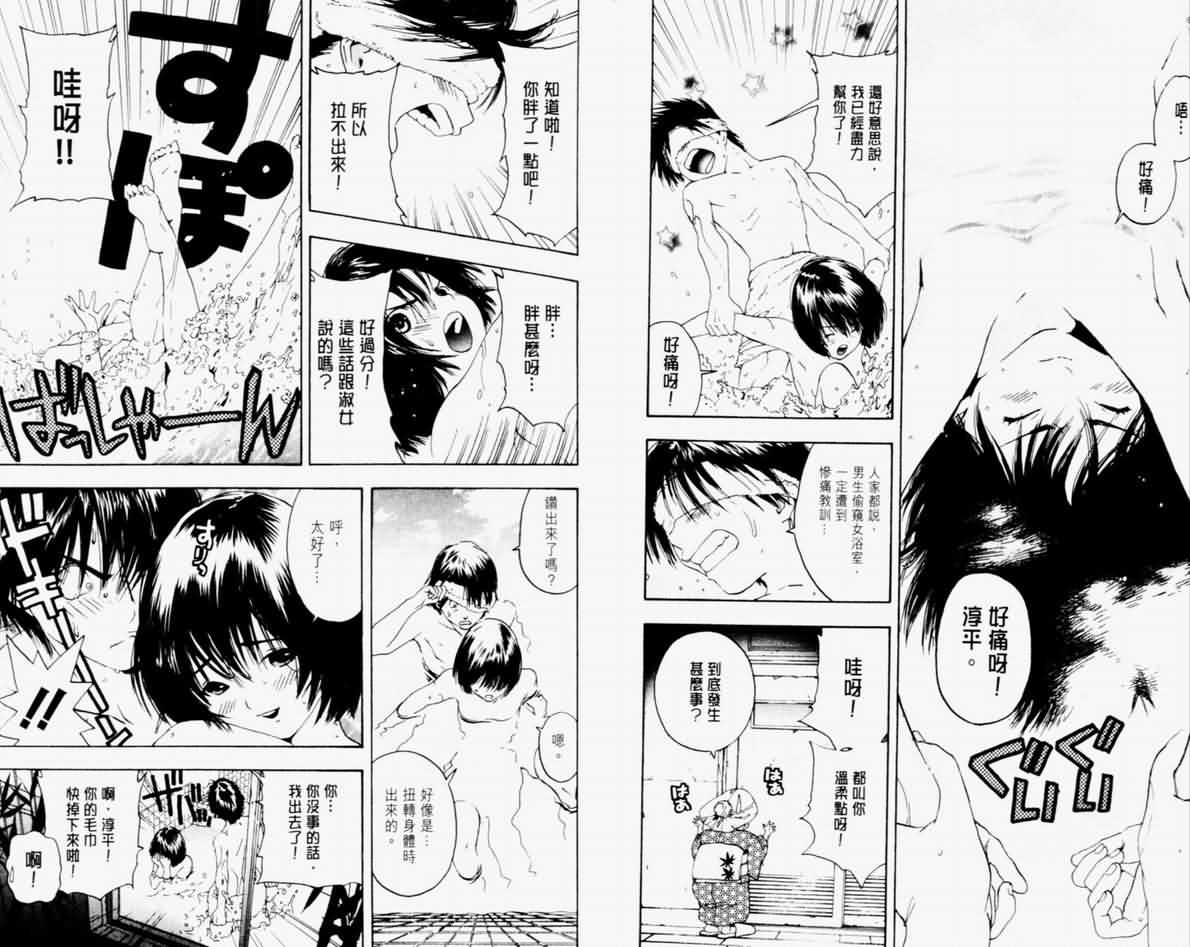 唔…
好痛！
好痛呀！
淳平。
ぐいぐい
還好意思說，
我已經盡力
幫你了！
好痛呀！
人家都說，
男生偷窺女浴室，
一定遭到
慘痛教訓…
哇呀！
都叫你
溫柔點呀！
到底發生
甚麼事？
はぁ
はぁ
知道啦！
你胖了一點吧！
所以
拉不出來！
胖…
胖甚麼呀…
好過分！
這些話跟淑女
說的嗎？
すっぽ
哇呀!!
ばっしゃーん
鑽出來了嗎？
嗯。
好像是…
扭轉身體時
出來的。
呼，
太好了…
すりっ
ドーキ
!!
你…
你沒事的話，
我出去了！
啊，淳平！
你的毛巾
快掉下來啦！
啊！